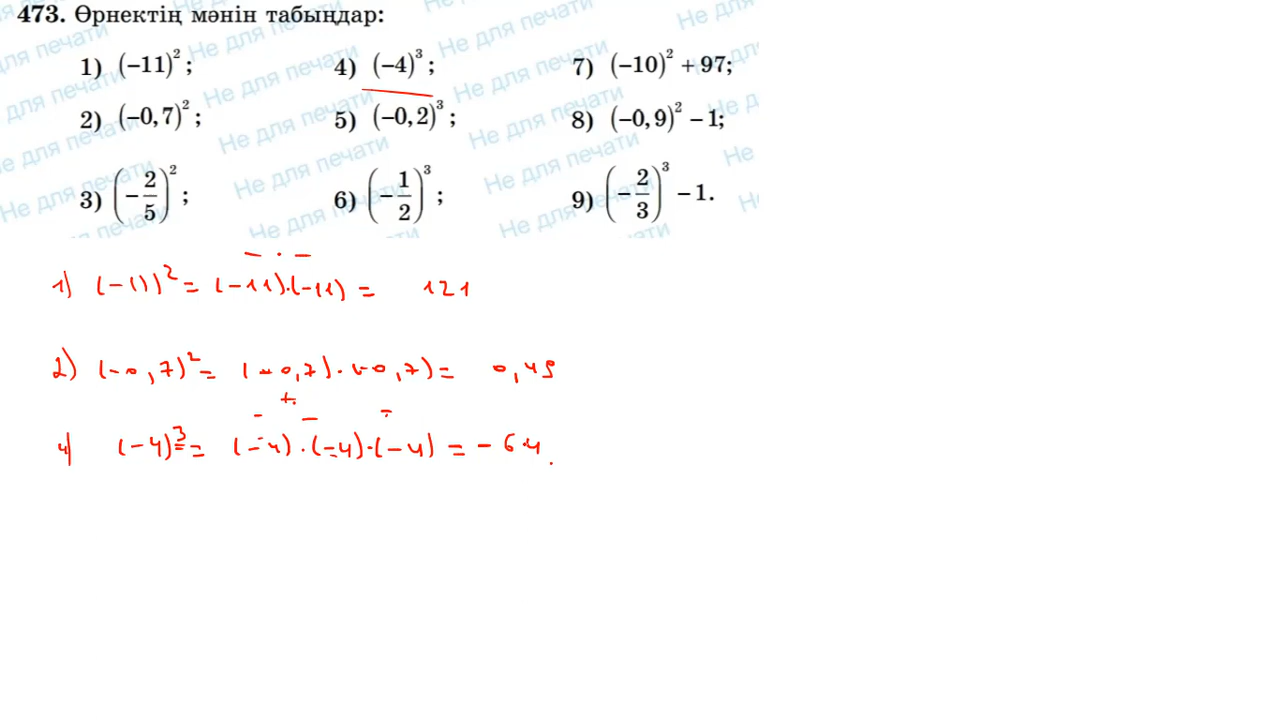 473. Өрнектің мәнін табыңдар:
1) (−11)²; 4) (−4)³; 7) (−10)² + 97;
2) (−0,7)²; 5) (−0,2)³; 8) (−0,9)² − 1;
3) (−2/5)²; 6) (−1/2)³; 9) (−2/3)³ − 1.
Не для печати
1) (−11)² = (−11)·(−11) = 121
2) (−0,7)² = (−0,7)·(−0,7) = 0,49
4) (−4)³ = (−4)·(−4)·(−4) = −64